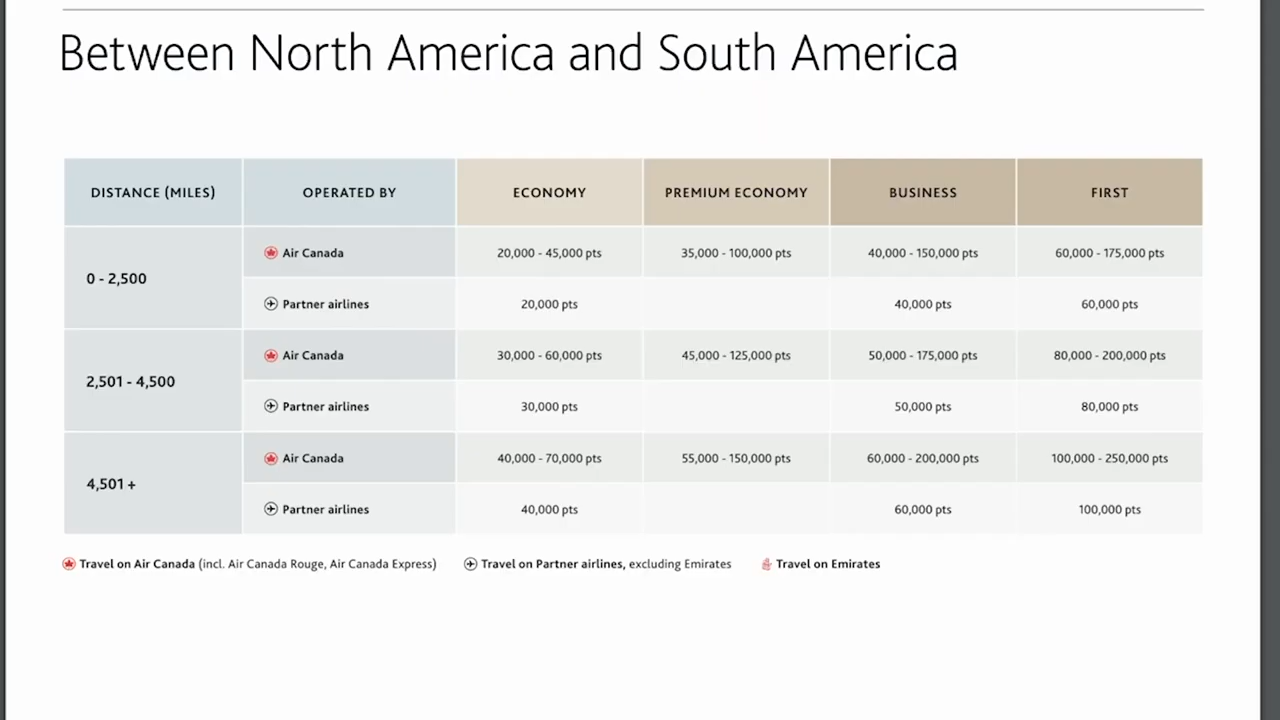 Between North America and South America
DISTANCE (MILES) OPERATED BY ECONOMY PREMIUM ECONOMY BUSINESS FIRST
0 - 2,500
Air Canada 20,000 - 45,000 pts 35,000 - 100,000 pts 40,000 - 150,000 pts 60,000 - 175,000 pts
Partner airlines 20,000 pts 40,000 pts 60,000 pts
2,501 - 4,500
Air Canada 30,000 - 60,000 pts 45,000 - 125,000 pts 50,000 - 175,000 pts 80,000 - 200,000 pts
Partner airlines 30,000 pts 50,000 pts 80,000 pts
4,501 +
Air Canada 40,000 - 70,000 pts 55,000 - 150,000 pts 60,000 - 200,000 pts 100,000 - 250,000 pts
Partner airlines 40,000 pts 60,000 pts 100,000 pts
Travel on Air Canada (incl. Air Canada Rouge, Air Canada Express) Travel on Partner airlines, excluding Emirates Travel on Emirates